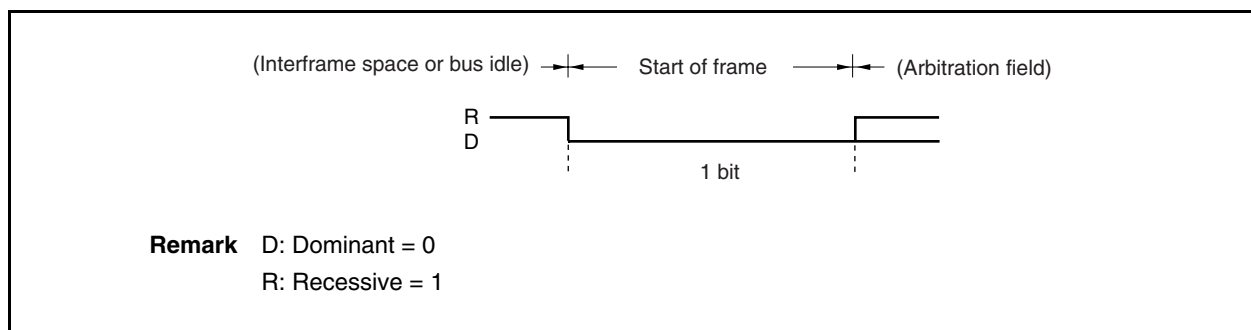 (Interframe space or bus idle) Start of frame (Arbitration field)
R
D
1 bit
Remark D: Dominant = 0
R: Recessive = 1